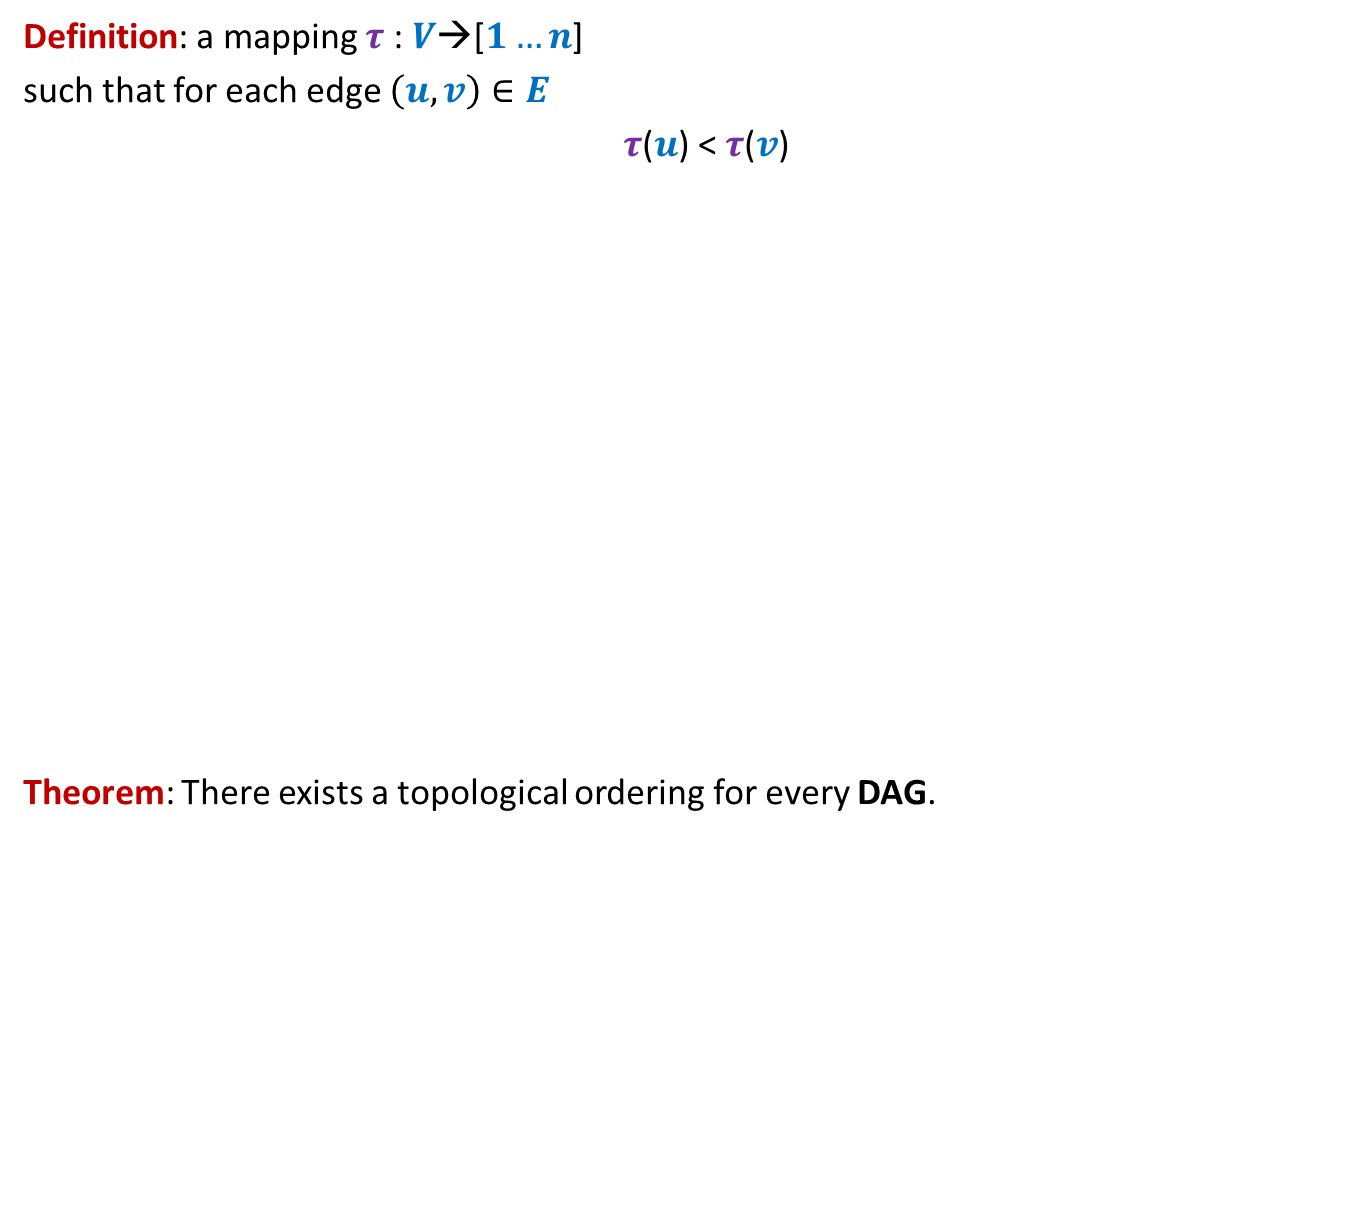 Definition: a mapping τ : V→[1 … n]
such that for each edge (u, v) ∈ E
τ(u) < τ(v)
Theorem: There exists a topological ordering for every DAG.